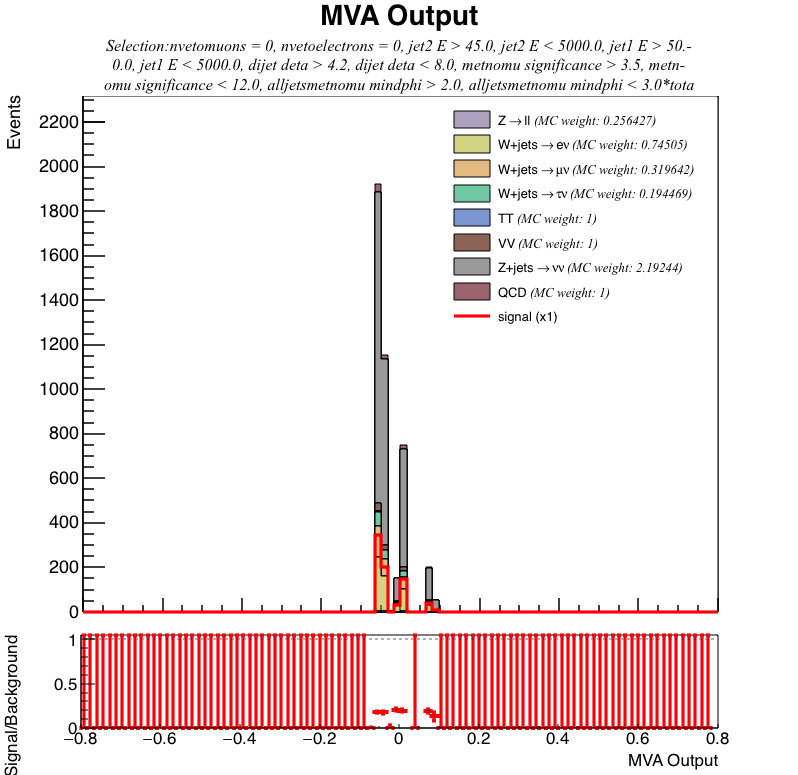 MVA Output
Selection:nvetomuons = 0, nvetoelectrons = 0, jet2 E > 45.0, jet2 E < 5000.0, jet1 E > 50.-
0.0, jet1 E < 5000.0, dijet deta > 4.2, dijet deta < 8.0, metnomu significance > 3.5, metn-
omu significance < 12.0, alljetsmetnomu mindphi > 2.0, alljetsmetnomu mindphi < 3.0*tota
Events
2200
2000
1800
1600
1400
1200
1000
800
600
400
200
0
Z→ll (MC weight: 0.256427)
W+jets→eν (MC weight: 0.74505)
W+jets→μν (MC weight: 0.319642)
W+jets→τν (MC weight: 0.194469)
TT (MC weight: 1)
VV (MC weight: 1)
Z+jets→νν (MC weight: 2.19244)
QCD (MC weight: 1)
signal (x1)
Signal/Background
1
0.5
0
−0.8 −0.6 −0.4 −0.2 0 0.2 0.4 0.6 0.8
MVA Output